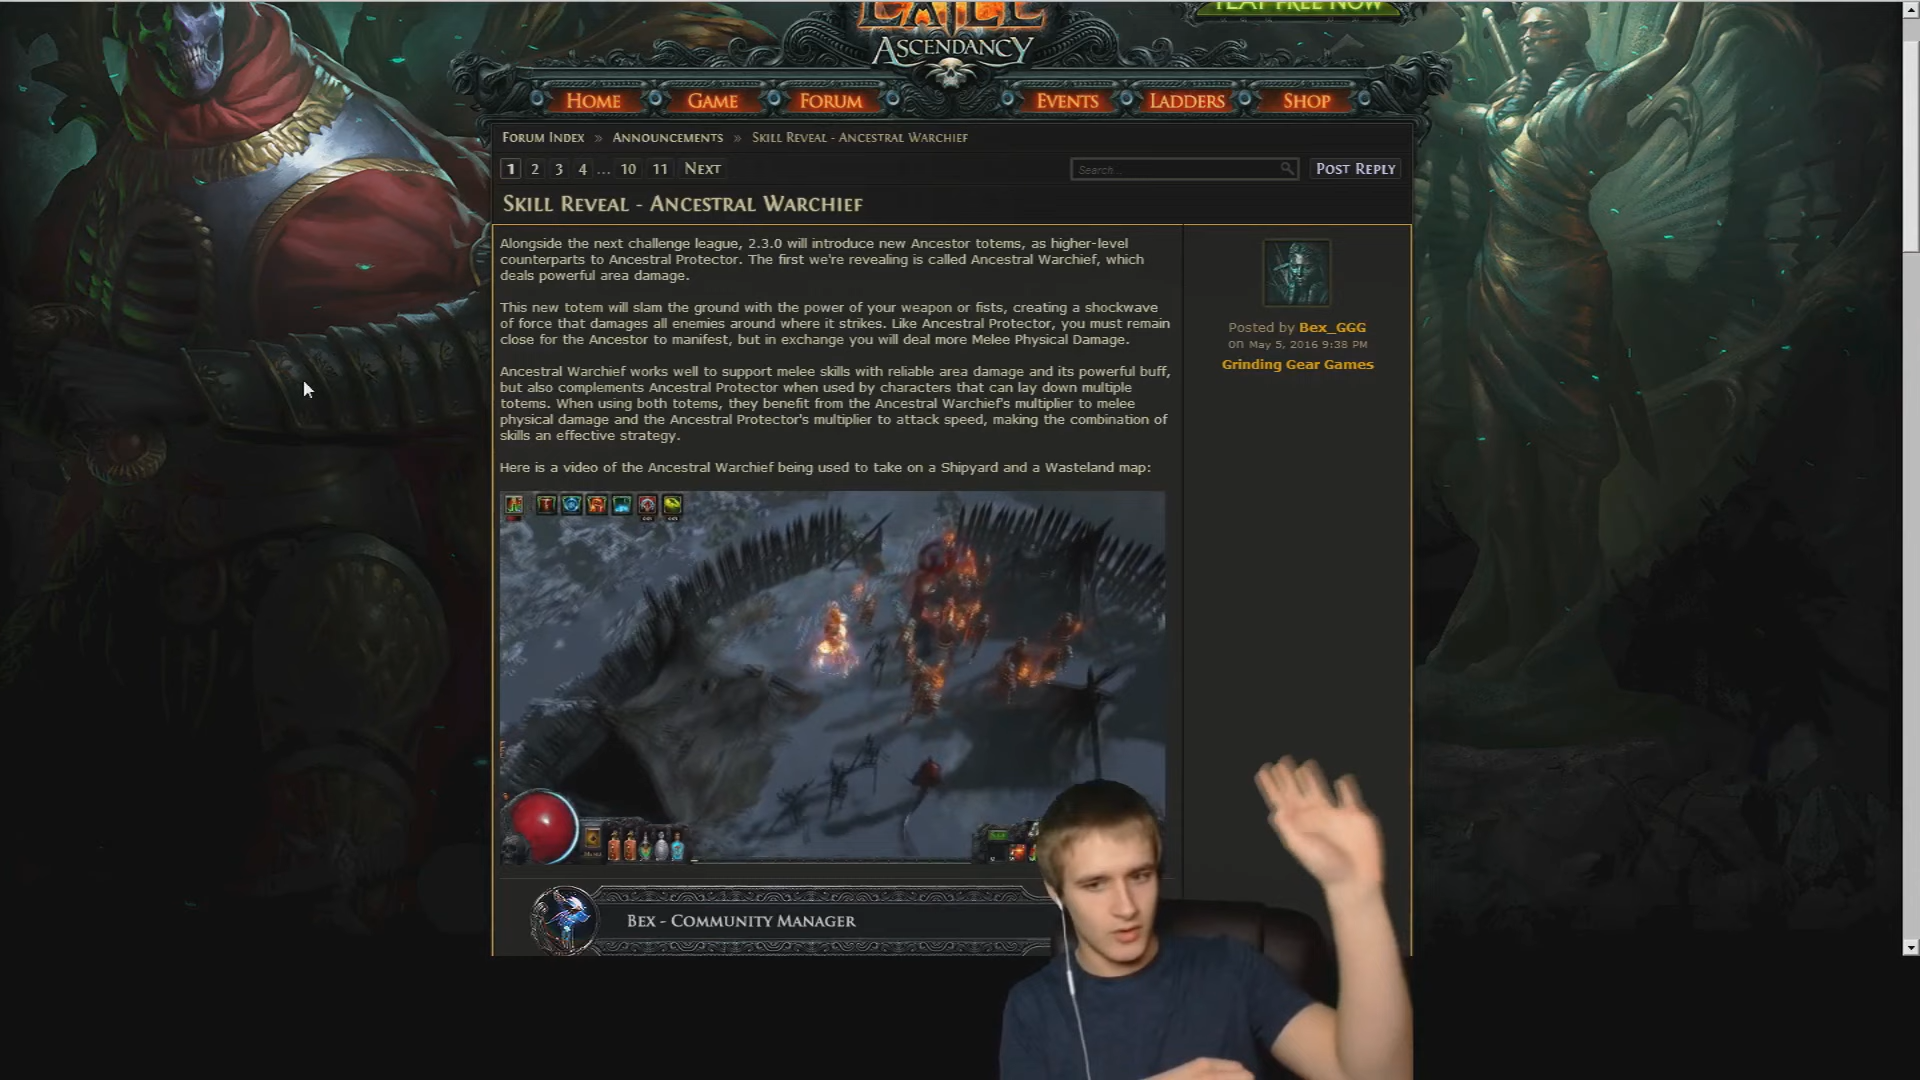 EXILE
ASCENDANCY
PLAY FREE NOW
HOME GAME FORUM EVENTS LADDERS SHOP
FORUM INDEX » ANNOUNCEMENTS » SKILL REVEAL - ANCESTRAL WARCHIEF
1 2 3 4 ... 10 11 NEXT
Search...
POST REPLY
SKILL REVEAL - ANCESTRAL WARCHIEF
Alongside the next challenge league, 2.3.0 will introduce new Ancestor totems, as higher-level
counterparts to Ancestral Protector. The first we're revealing is called Ancestral Warchief, which
deals powerful area damage.
This new totem will slam the ground with the power of your weapon or fists, creating a shockwave
of force that damages all enemies around where it strikes. Like Ancestral Protector, you must remain
close for the Ancestor to manifest, but in exchange you will deal more Melee Physical Damage.
Ancestral Warchief works well to support melee skills with reliable area damage and its powerful buff,
but also complements Ancestral Protector when used by characters that can lay down multiple
totems. When using both totems, they benefit from the Ancestral Warchief's multiplier to melee
physical damage and the Ancestral Protector's multiplier to attack speed, making the combination of
skills an effective strategy.
Here is a video of the Ancestral Warchief being used to take on a Shipyard and a Wasteland map:
Posted by Bex_GGG
on May 5, 2016 9:38 PM
Grinding Gear Games
BEX - COMMUNITY MANAGER